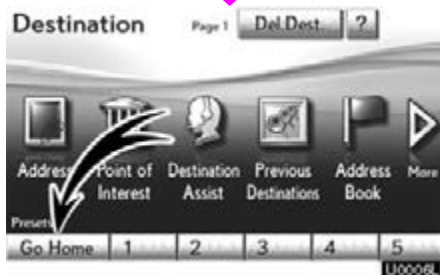 Destination Page 1 Del.Dest. ?
Address Point of Interest Destination Assist Previous Destinations Address Book More
Presets
Go Home 1 2 3 4 5
LI0006L